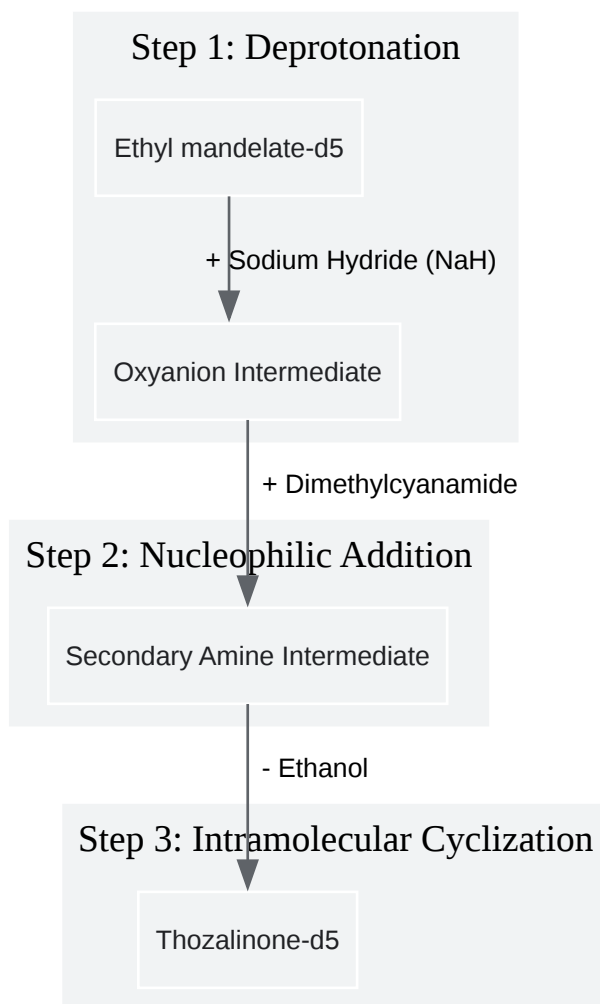 Step 1: Deprotonation
Ethyl mandelate-d5
+ Sodium Hydride (NaH)
Oxyanion Intermediate
+ Dimethylcyanamide
Step 2: Nucleophilic Addition
Secondary Amine Intermediate
- Ethanol
Step 3: Intramolecular Cyclization
Thozalinone-d5